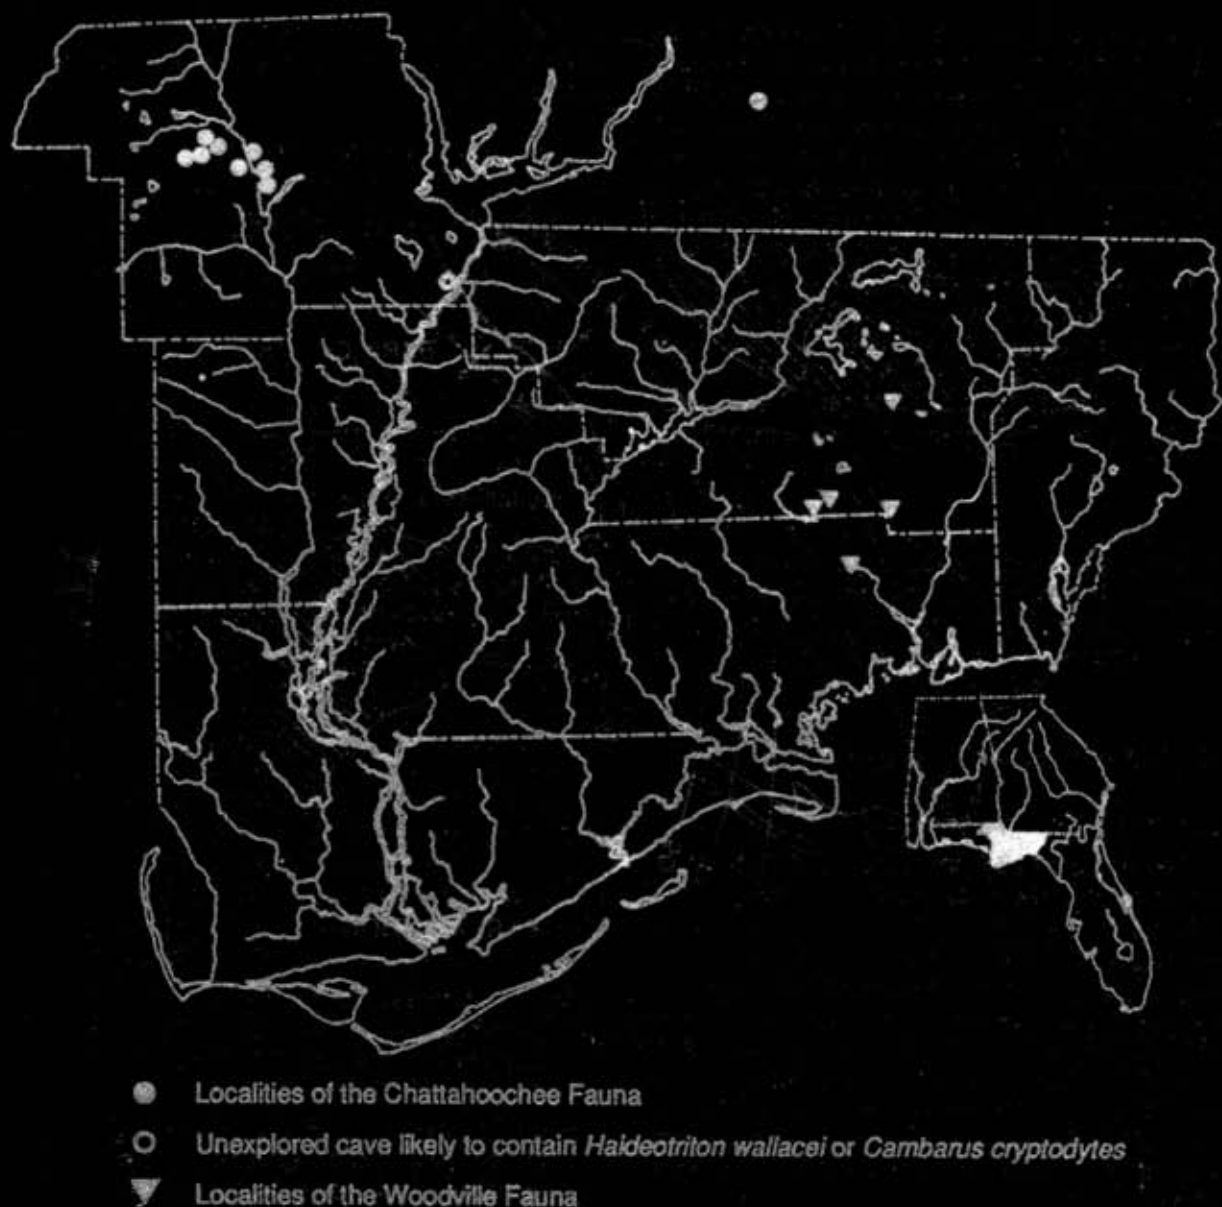 Localities of the Chattahoochee Fauna
Unexplored cave likely to contain Haideotriton wallacei or Cambarus cryptodytes
Localities of the Woodville Fauna